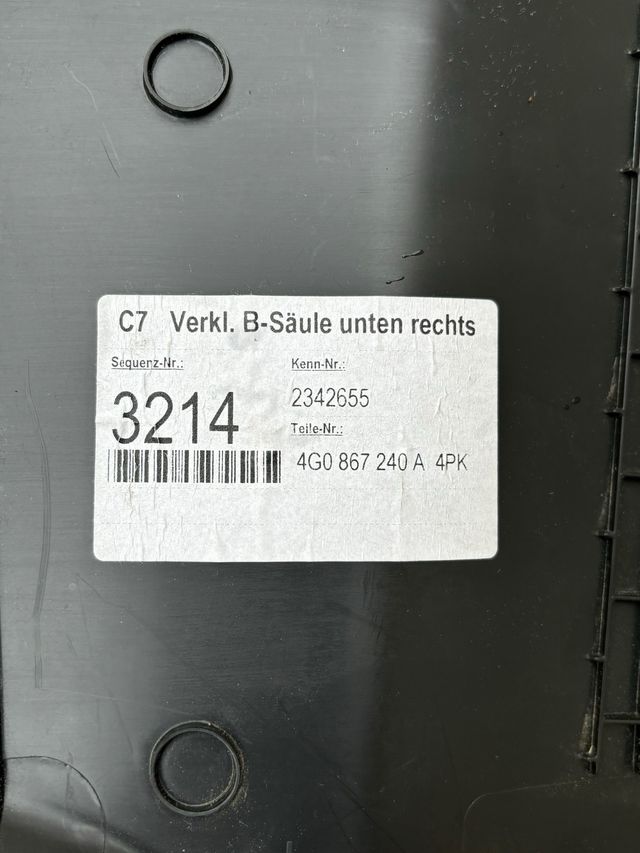 C7 Verkl. B-Säule unten rechts
Sequenz-Nr.: Kenn-Nr.:
3214 2342655
Teile-Nr.:
4G0 867 240 A 4PK